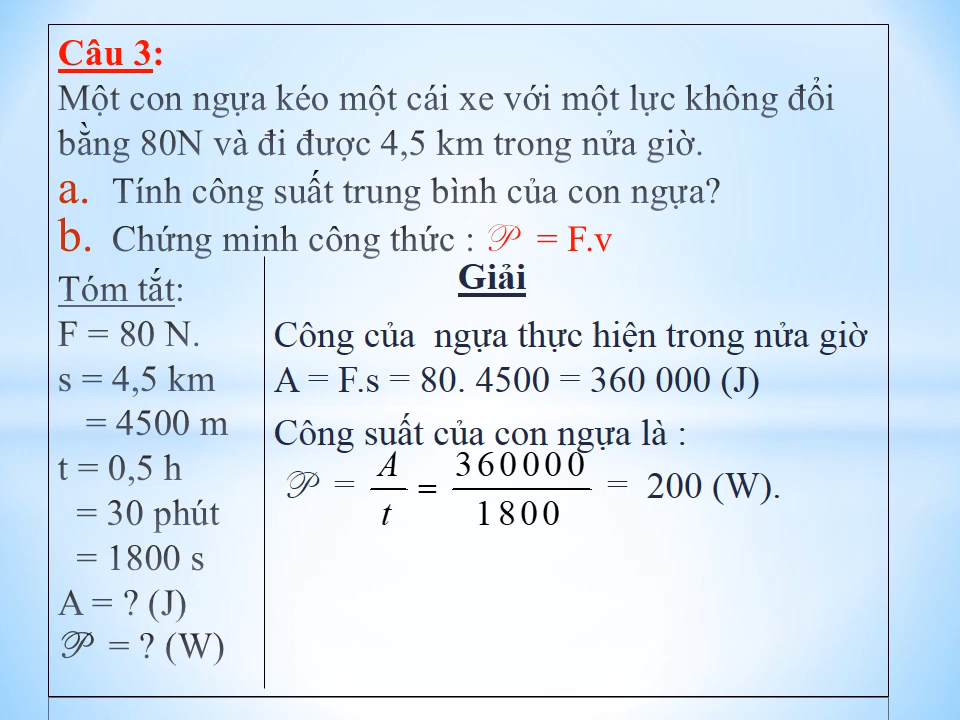 Câu 3:
Một con ngựa kéo một cái xe với một lực không đổi
bằng 80N và đi được 4,5 km trong nửa giờ.
a. Tính công suất trung bình của con ngựa?
b. Chứng minh công thức : 𝒫 = F.v
Tóm tắt:
F = 80 N.
s = 4,5 km
= 4500 m
t = 0,5 h
= 30 phút
= 1800 s
A = ? (J)
𝒫 = ? (W)
Giải
Công của ngựa thực hiện trong nửa giờ
A = F.s = 80. 4500 = 360 000 (J)
Công suất của con ngựa là :
𝒫 = A/t = 360000/1800 = 200 (W).